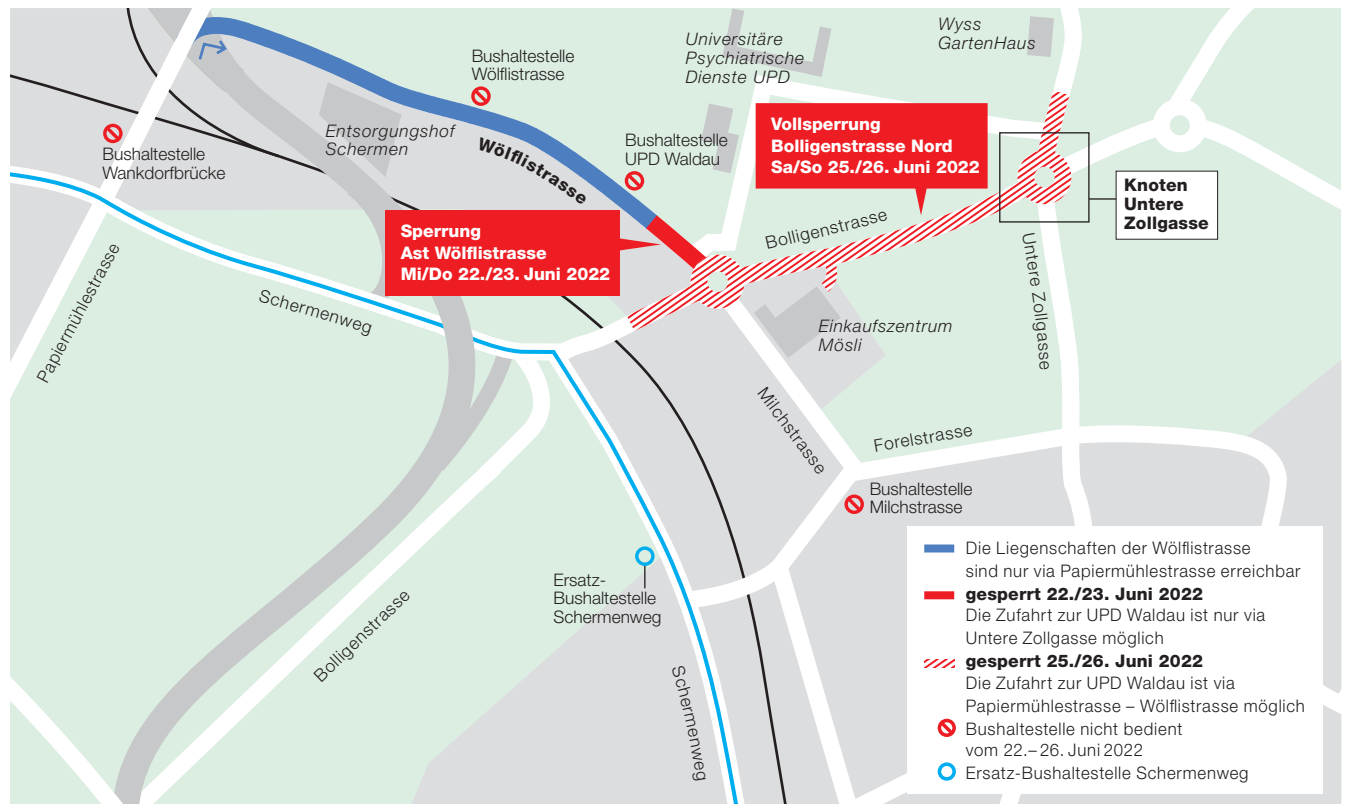 Wyss
GartenHaus
Universitäre
Psychiatrische
Dienste UPD
Bushaltestelle
Wölflistrasse
Entsorgungshof
Schermen
Bushaltestelle
Wankdorfbrücke
Wölflistrasse
Bushaltestelle
UPD Waldau
Vollsperrung
Bolligenstrasse Nord
Sa/So 25./26. Juni 2022
Knoten
Untere
Zollgasse
Sperrung
Ast Wölflistrasse
Mi/Do 22./23. Juni 2022
Bolligenstrasse
Untere Zollgasse
Papiermühlestrasse
Schermenweg
Einkaufszentrum
Mösli
Milchstrasse
Forelstrasse
Bushaltestelle
Milchstrasse
Ersatz-
Bushaltestelle
Schermenweg
Bolligenstrasse
Schermenweg
Die Liegenschaften der Wölflistrasse
sind nur via Papiermühlestrasse erreichbar
gesperrt 22./23. Juni 2022
Die Zufahrt zur UPD Waldau ist nur via
Untere Zollgasse möglich
gesperrt 25./26. Juni 2022
Die Zufahrt zur UPD Waldau ist via
Papiermühlestrasse – Wölflistrasse möglich
Bushaltestelle nicht bedient
vom 22.–26. Juni 2022
Ersatz-Bushaltestelle Schermenweg